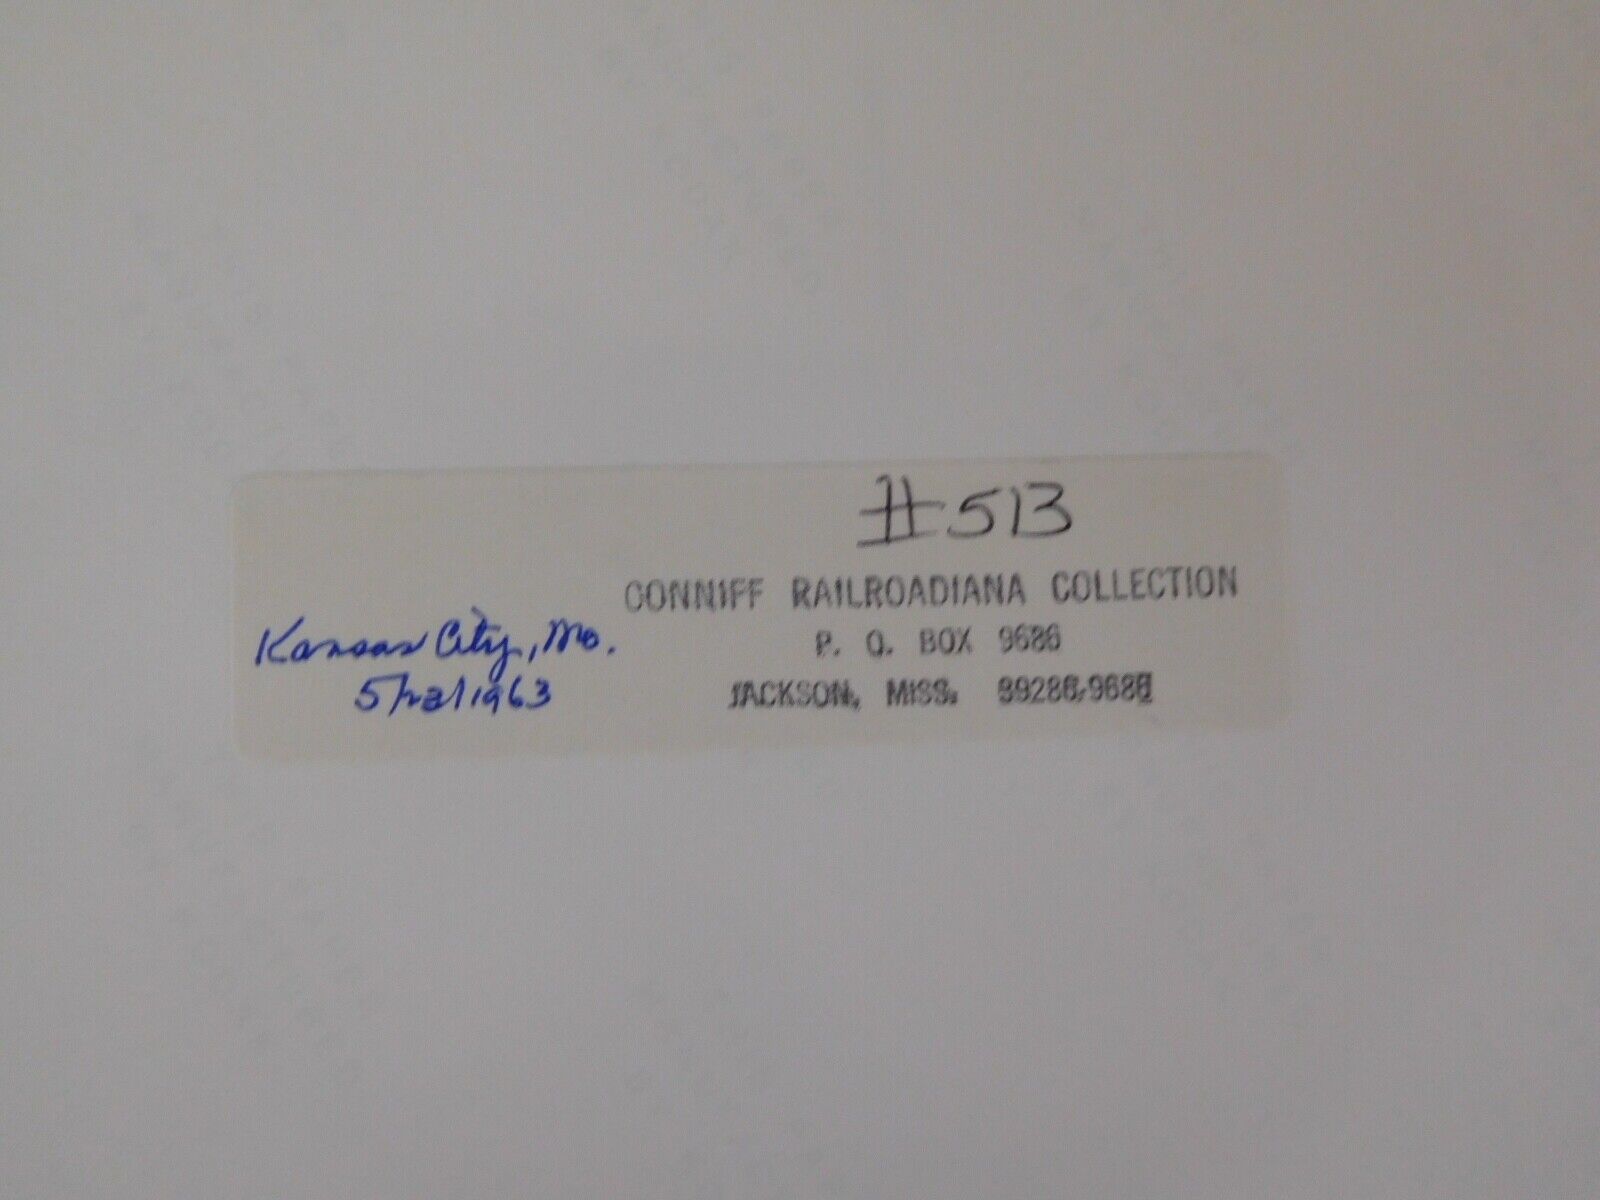 #513
CONNIFF RAILROADIANA COLLECTION
P. O. BOX 9686
JACKSON, MISS. 39286-9686
Kansas City, Mo.
5/21/1963